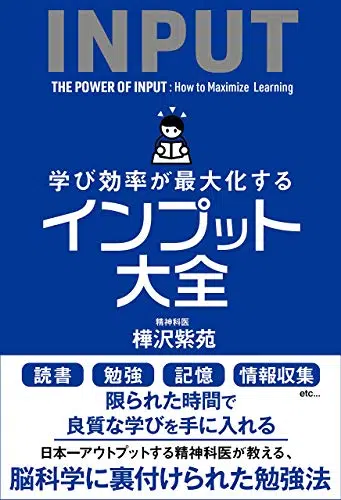 INPUT
THE POWER OF INPUT : How to Maximize Learning
学び効率が最大化する
インプット
大全
精神科医
樺沢紫苑
読書 勉強 記憶 情報収集
etc...
限られた時間で
良質な学びを手に入れる
日本一アウトプットする精神科医が教える、
脳科学に裏付けられた勉強法